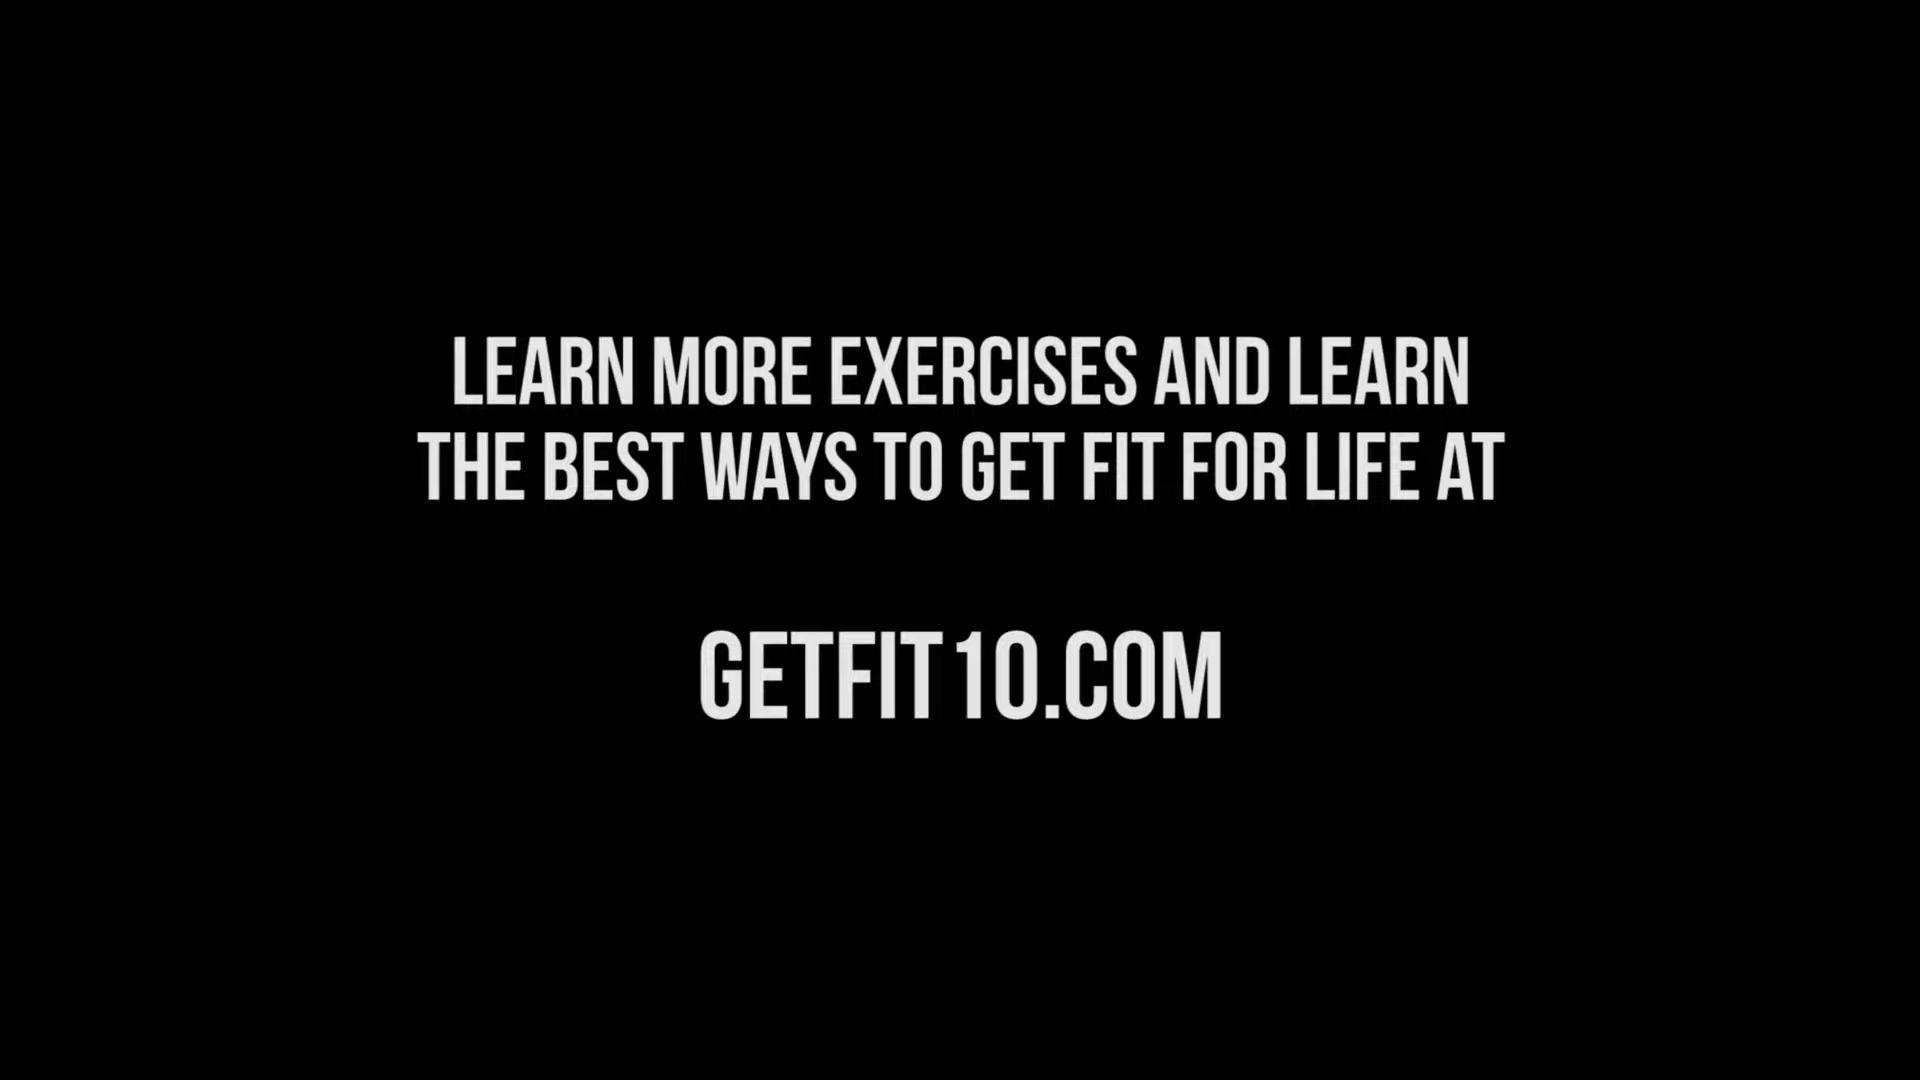 LEARN MORE EXERCISES AND LEARN
THE BEST WAYS TO GET FIT FOR LIFE AT
GETFIT10.COM